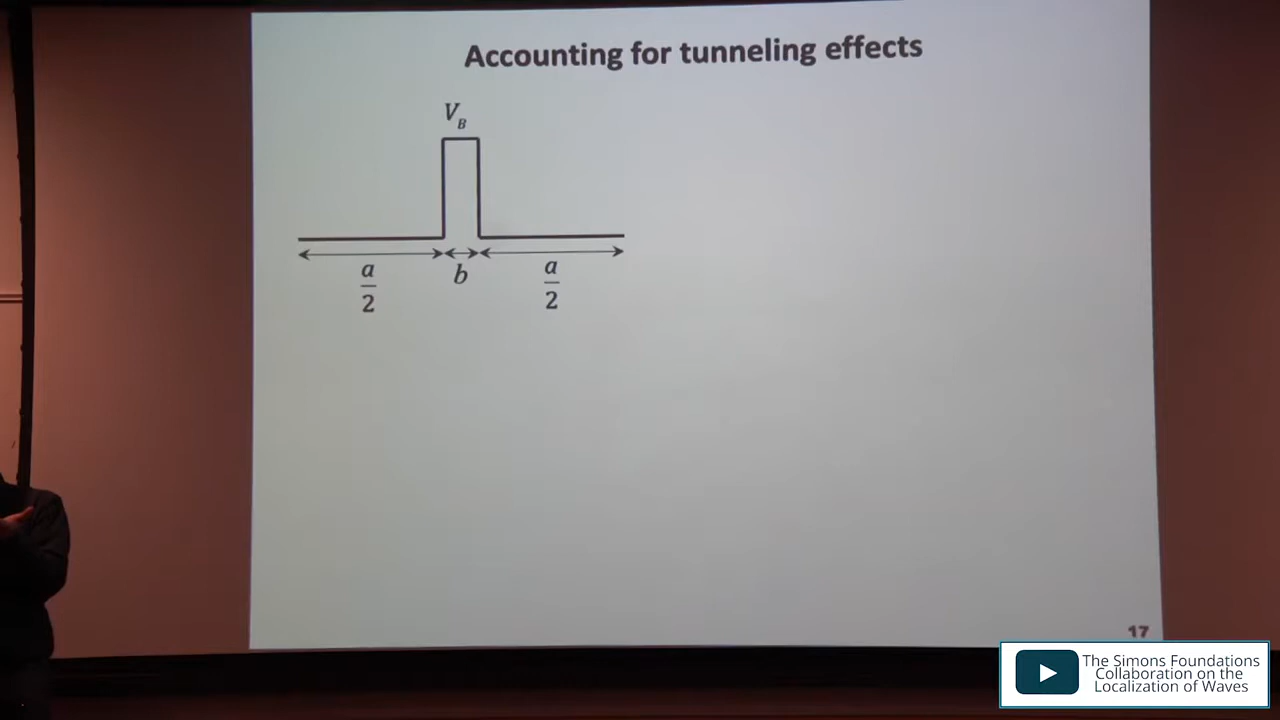 Accounting for tunneling effects
V_B
a/2
b
a/2
17
The Simons Foundations
Collaboration on the
Localization of Waves